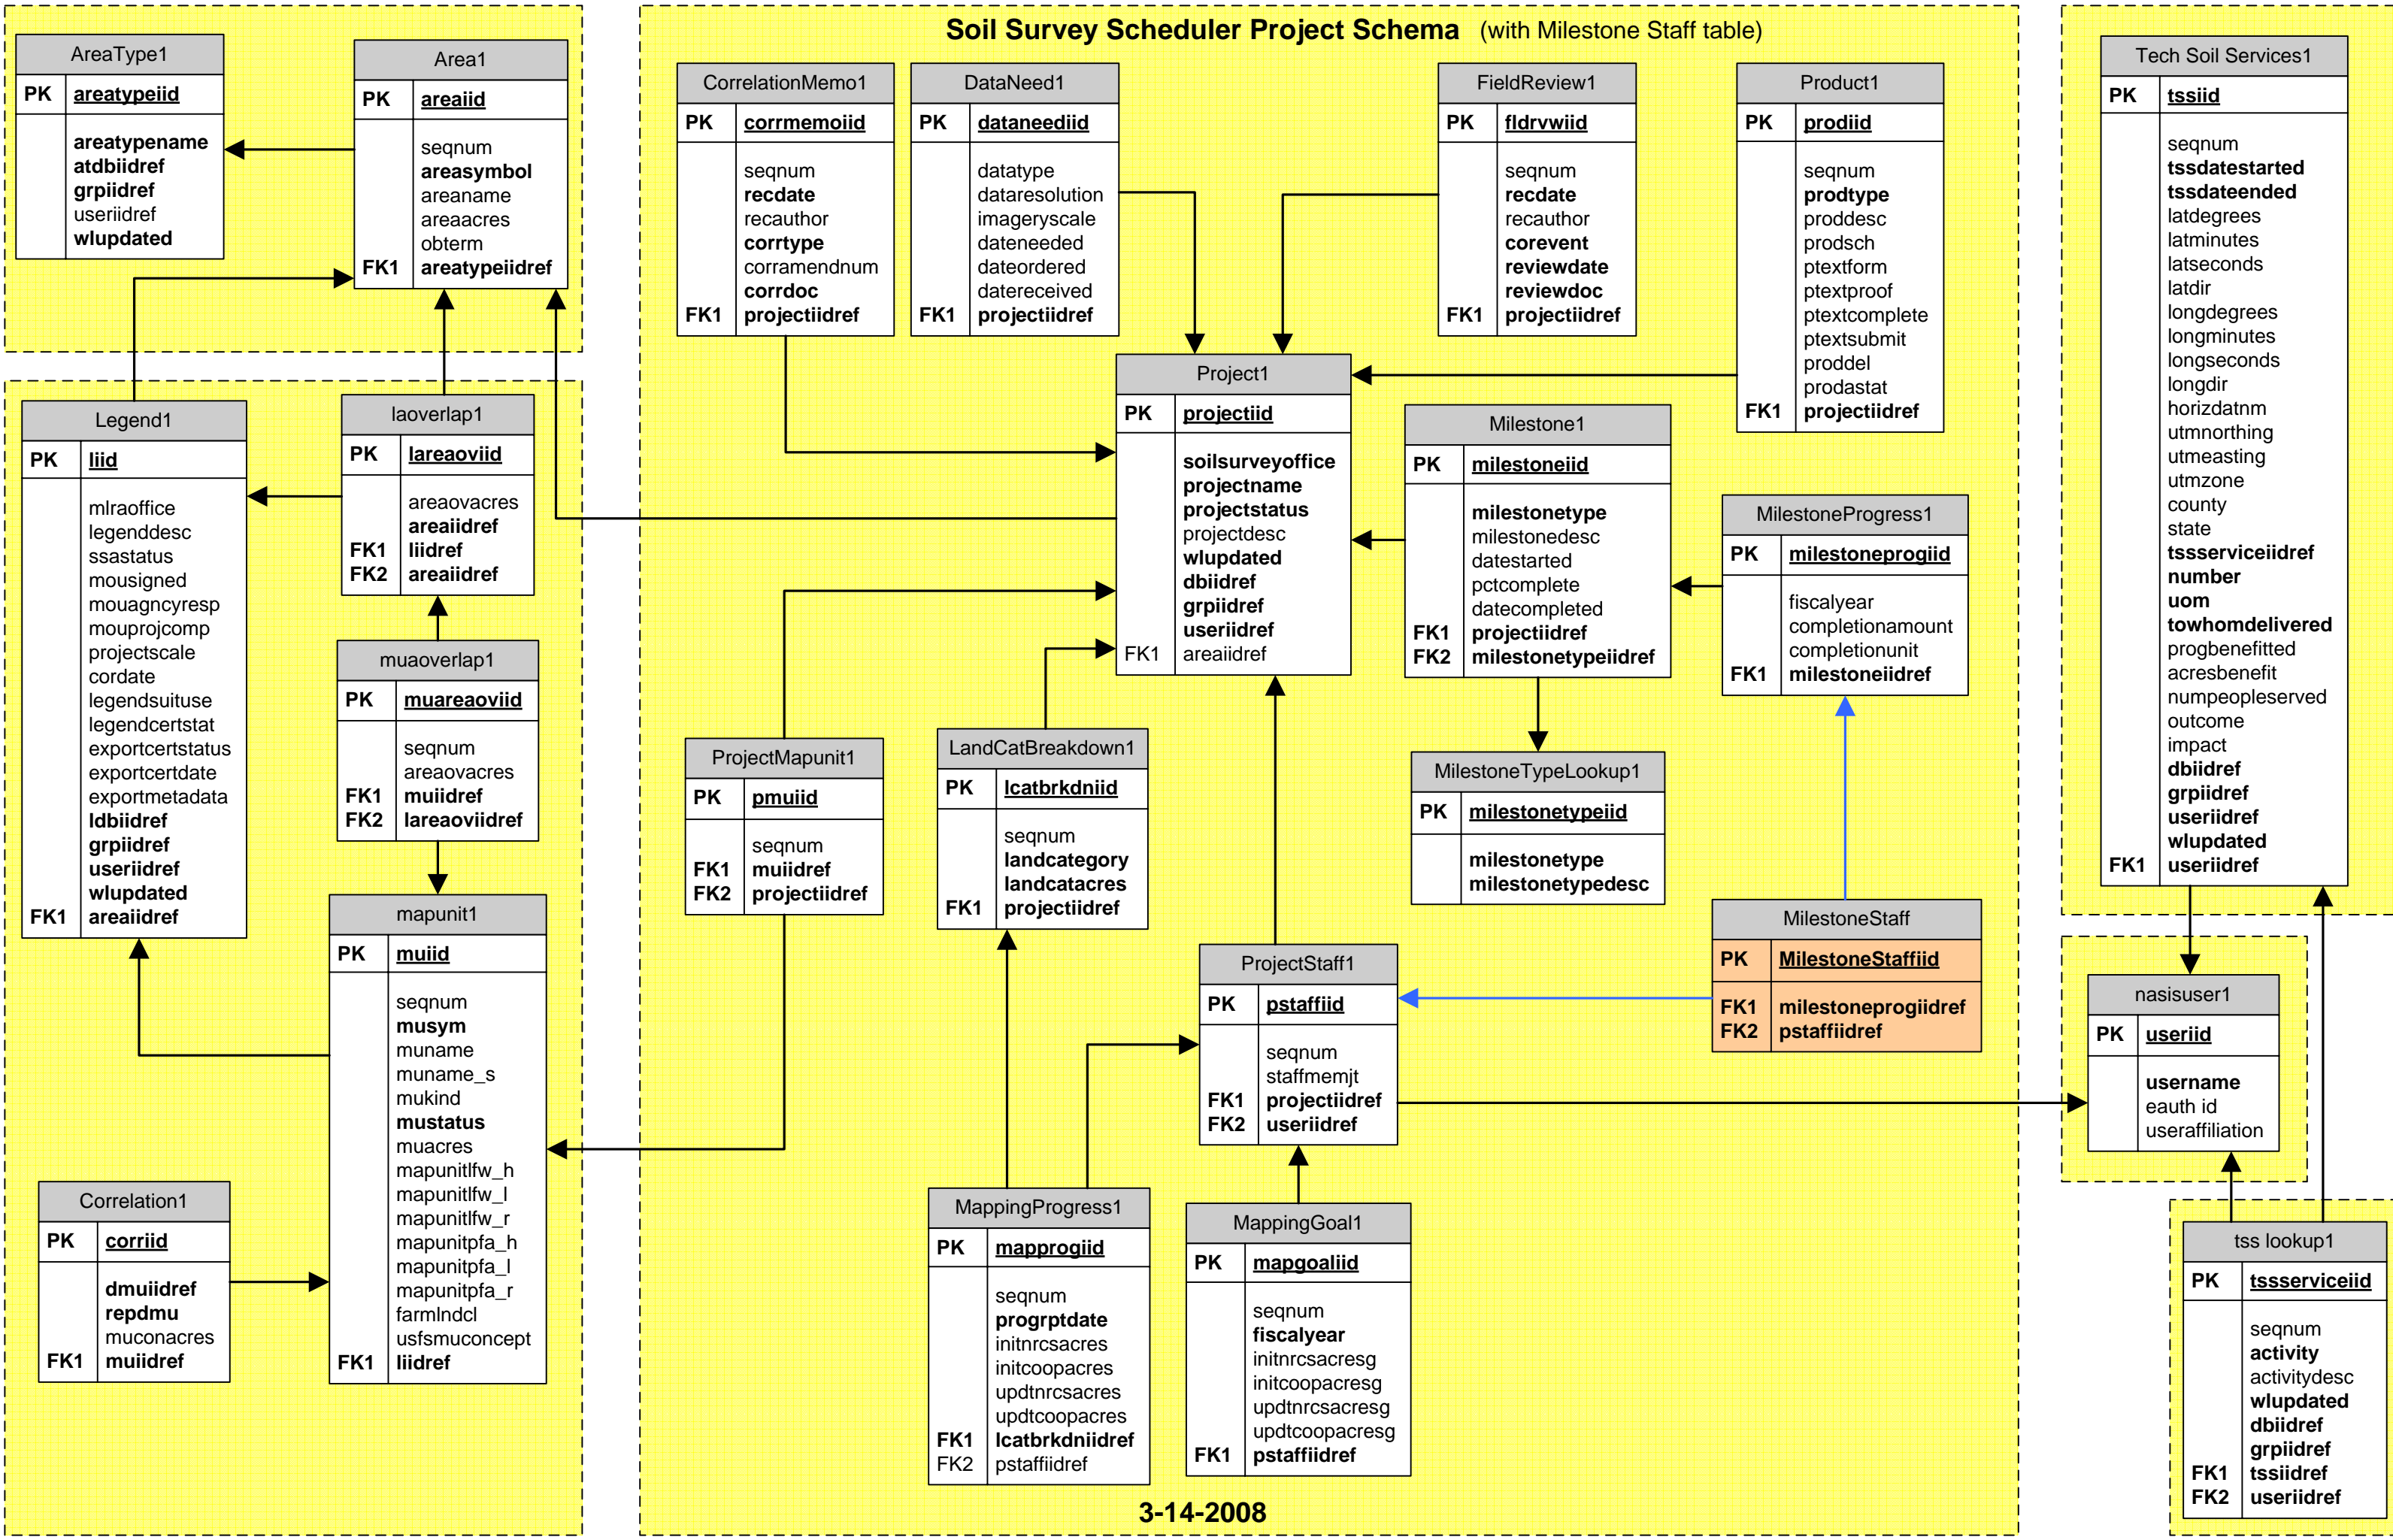 Soil Survey Scheduler Project Schema (with Milestone Staff table)
AreaType1
PK areatypeiid
areatypename
atdbiidref
grpiidref
useriidref
wlupdated
Area1
PK areaiid
seqnum
areasymbol
areaname
areaacres
obterm
FK1 areatypeiidref
Legend1
PK liid
mlraoffice
legenddesc
ssastatus
mousigned
mouagncyresp
mouprojcomp
projectscale
cordate
legendsuituse
legendcertstat
exportcertstatus
exportcertdate
exportmetadata
ldbiidref
grpiidref
useriidref
wlupdated
FK1 areaiidref
laoverlap1
PK lareaoviid
areaovacres
areaiidref
FK1 liidref
FK2 areaiidref
muaoverlap1
PK muareaoviid
seqnum
areaovacres
FK1 muiidref
FK2 lareaoviidref
mapunit1
PK muiid
seqnum
musym
muname
muname_s
mukind
mustatus
muacres
mapunitlfw_h
mapunitlfw_l
mapunitlfw_r
mapunitpfa_h
mapunitpfa_l
mapunitpfa_r
farmlndcl
usfsmuconcept
FK1 liidref
Correlation1
PK corriid
dmuiidref
repdmu
muconacres
FK1 muiidref
CorrelationMemo1
PK corrmemoiid
seqnum
recdate
recauthor
corrtype
corramendnum
corrdoc
FK1 projectiidref
DataNeed1
PK dataneediid
datatype
dataresolution
imageryscale
dateneeded
dateordered
datereceived
FK1 projectiidref
FieldReview1
PK fldrvwiid
seqnum
recdate
recauthor
corevent
reviewdate
reviewdoc
FK1 projectiidref
Product1
PK prodiid
seqnum
prodtype
proddesc
prodsch
ptextform
ptextproof
ptextcomplete
ptextsubmit
proddel
prodastat
FK1 projectiidref
Project1
PK projectiid
soilsurveyoffice
projectname
projectstatus
projectdesc
wlupdated
dbiidref
grpiidref
useriidref
FK1 areaiidref
Milestone1
PK milestoneiid
milestonetype
milestonedesc
datestarted
pctcomplete
datecompleted
FK1 projectiidref
FK2 milestonetypeiidref
MilestoneProgress1
PK milestoneprogiid
fiscalyear
completionamount
completionunit
FK1 milestoneiidref
ProjectMapunit1
PK pmuiid
seqnum
FK1 muiidref
FK2 projectiidref
LandCatBreakdown1
PK lcatbrkdniid
seqnum
landcategory
landcatacres
FK1 projectiidref
MilestoneTypeLookup1
PK milestonetypeiid
milestonetype
milestonetypedesc
MilestoneStaff
PK MilestoneStaffiid
FK1 milestoneprogiidref
FK2 pstaffiidref
ProjectStaff1
PK pstaffiid
seqnum
staffmemjt
FK1 projectiidref
FK2 useriidref
MappingProgress1
PK mapprogiid
seqnum
progrptdate
initnrcsacres
initcoopacres
updtnrcsacres
updtcoopacres
FK1 lcatbrkdniidref
FK2 pstaffiidref
MappingGoal1
PK mapgoaliid
seqnum
fiscalyear
initnrcsacresg
initcoopacresg
updtnrcsacresg
updtcoopacresg
FK1 pstaffiidref
3-14-2008
Tech Soil Services1
PK tssiid
seqnum
tssdatestarted
tssdateended
latdegrees
latminutes
latseconds
latdir
longdegrees
longminutes
longseconds
longdir
horizdatnm
utmnorthing
utmeasting
utmzone
county
state
tssserviceiidref
number
uom
towhomdelivered
progbenefitted
acresbenefit
numpeopleserved
outcome
impact
dbiidref
grpiidref
useriidref
wlupdated
FK1 useriidref
nasisuser1
PK useriid
username
eauth id
useraffiliation
tss lookup1
PK tssserviceiid
seqnum
activity
activitydesc
wlupdated
dbiidref
grpiidref
FK1 tssiidref
FK2 useriidref